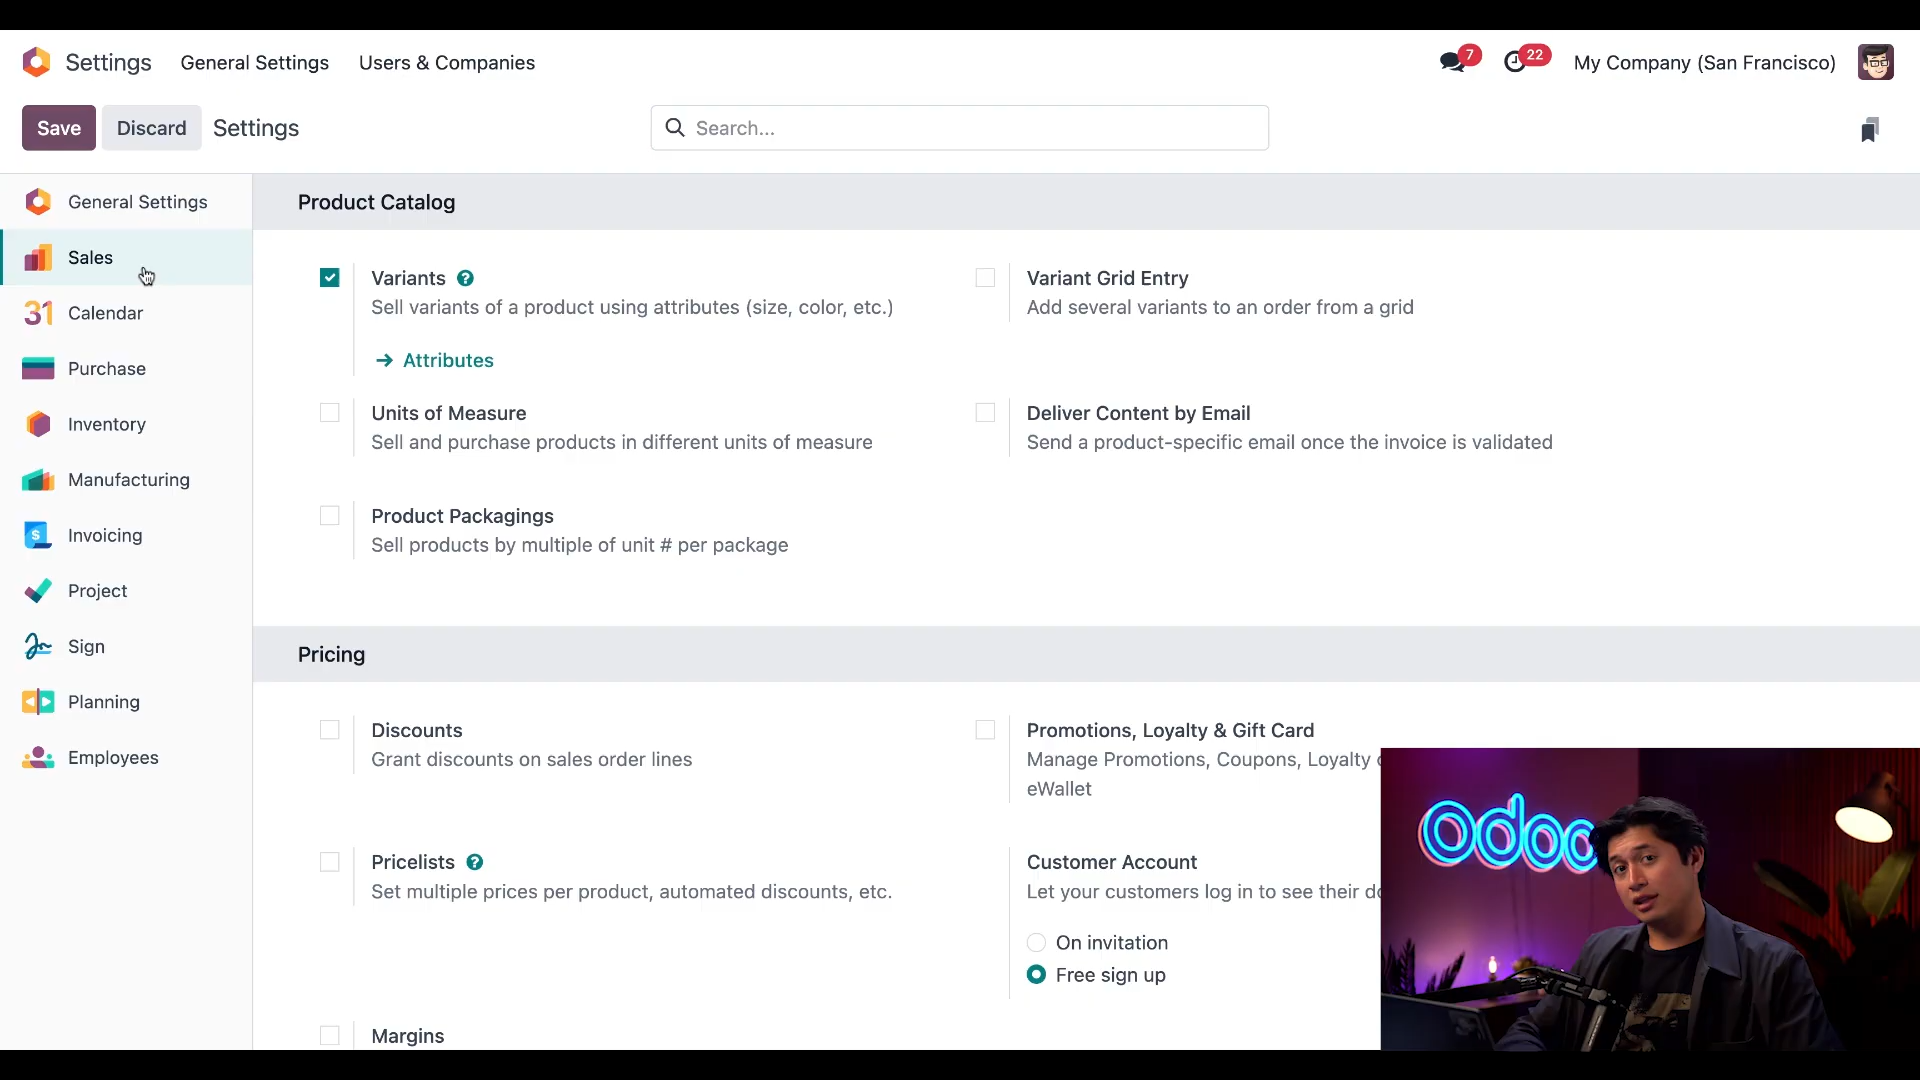 Settings
General Settings
Users & Companies
7
22
My Company (San Francisco)
Save
Discard
Settings
Search...
General Settings
Sales
31 Calendar
Purchase
Inventory
Manufacturing
$ Invoicing
Project
Sign
Planning
Employees
Product Catalog
Variants ?
Sell variants of a product using attributes (size, color, etc.)
→ Attributes
Variant Grid Entry
Add several variants to an order from a grid
Units of Measure
Sell and purchase products in different units of measure
Deliver Content by Email
Send a product-specific email once the invoice is validated
Product Packagings
Sell products by multiple of unit # per package
Pricing
Discounts
Grant discounts on sales order lines
Promotions, Loyalty & Gift Card
Manage Promotions, Coupons, Loyalty
eWallet
Pricelists ?
Set multiple prices per product, automated discounts, etc.
Customer Account
Let your customers log in to see their
On invitation
Free sign up
Margins
odoo